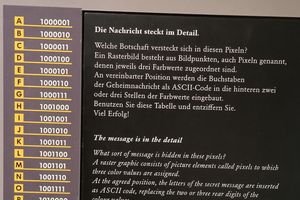 A 1000001
B 1000010
C 1000011
D 1000100
E 1000101
F 1000110
G 1000111
H 1001000
I 1001001
J 1001010
K 1001011
L 1001100
M 1001101
N 1001110
O 1001111
P 1010000
Die Nachricht steckt im Detail.
Welche Botschaft versteckt sich in diesen Pixeln?
Ein Rasterbild besteht aus Bildpunkten, auch Pixeln genannt,
denen jeweils drei Farbwerte zugeordnet sind.
An vereinbarter Position werden die Buchstaben
der Geheimnachricht als ASCII-Code in die hinteren zwei
oder drei Stellen der Farbwerte eingebaut.
Benutzen Sie diese Tabelle und entziffern Sie.
Viel Erfolg!
The message is in the detail
What sort of message is hidden in these pixels?
A raster graphic consists of picture elements called pixels to which
three color values are assigned.
At the agreed position, the letters of the secret message are inserted
as ASCII code, replacing the two or three rear digits of the